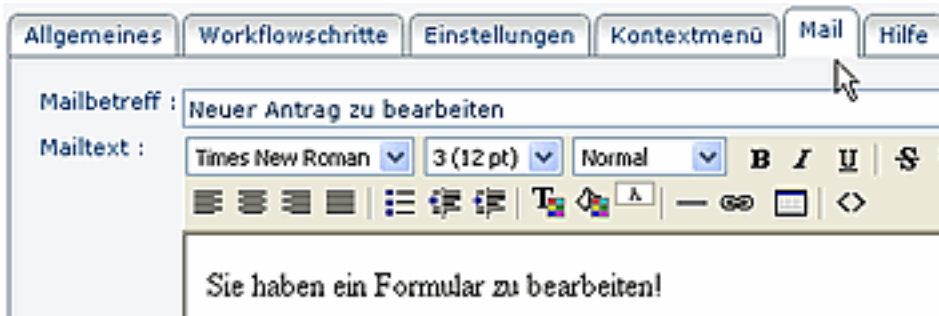 Allgemeines Workflowschritte Einstellungen Kontextmenü Mail Hilfe
Mailbetreff : Neuer Antrag zu bearbeiten
Mailtext : Times New Roman 3 (12 pt) Normal B I U S
Sie haben ein Formular zu bearbeiten!